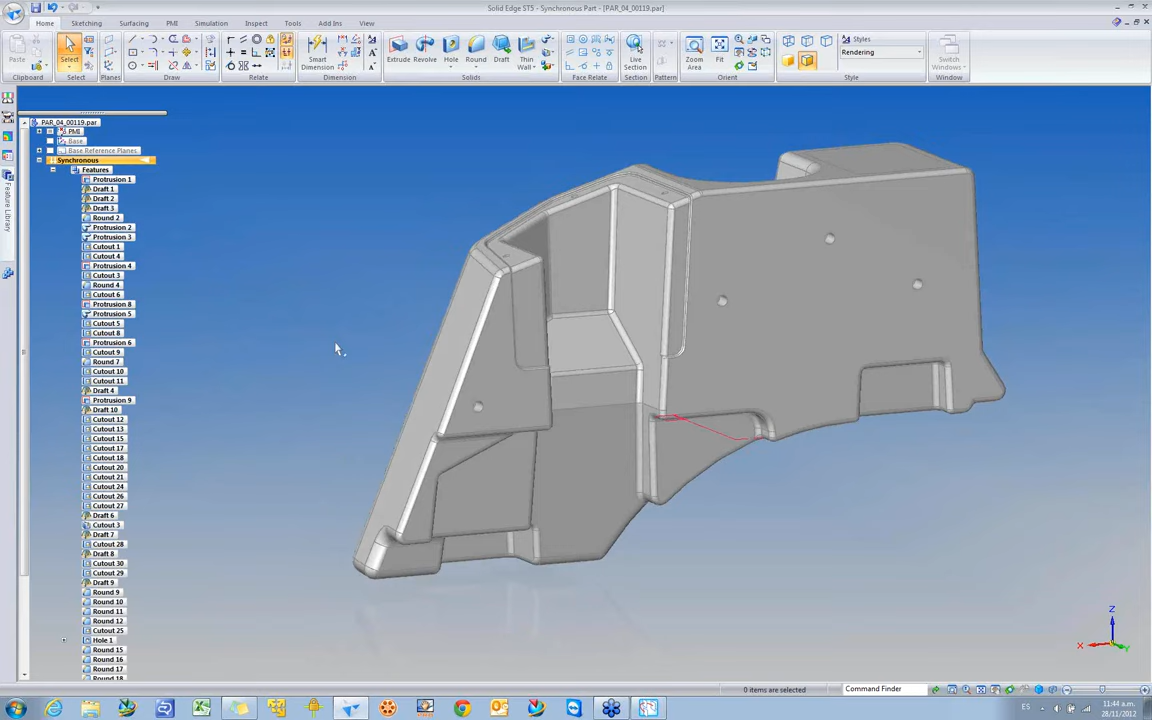 Solid Edge ST5 - Synchronous Part - [PAR_04_00119.par]
Home Sketching Surfacing PMI Simulation Inspect Tools Add Ins View
Paste Select Smart Dimension Extrude Revolve Hole Round Draft Thin Wall Live Section Zoom Area Fit Styles Rendering Switch Windows
Clipboard Select Planes Draw Relate Dimension Solids Face Relate Section Pattern Orient Style Window
Feature Library
PAR_04_00119.par
PMI
Base
Base Reference Planes
Synchronous
Features
Protrusion 1
Draft 1
Draft 2
Draft 3
Round 2
Protrusion 2
Protrusion 3
Cutout 1
Cutout 4
Protrusion 4
Cutout 3
Round 4
Cutout 6
Protrusion 8
Protrusion 5
Cutout 5
Cutout 8
Protrusion 6
Cutout 9
Round 7
Cutout 10
Cutout 11
Draft 4
Protrusion 9
Draft 10
Cutout 12
Cutout 13
Cutout 15
Cutout 17
Cutout 18
Cutout 20
Cutout 21
Cutout 24
Cutout 26
Cutout 27
Draft 6
Cutout 3
Draft 7
Cutout 28
Draft 8
Cutout 30
Cutout 29
Draft 9
Round 9
Round 10
Round 11
Round 12
Cutout 25
Hole 1
Round 15
Round 16
Round 17
Round 18
Z
X
Y
0 items are selected
Command Finder
ES
11:44 a.m.
28/11/2012